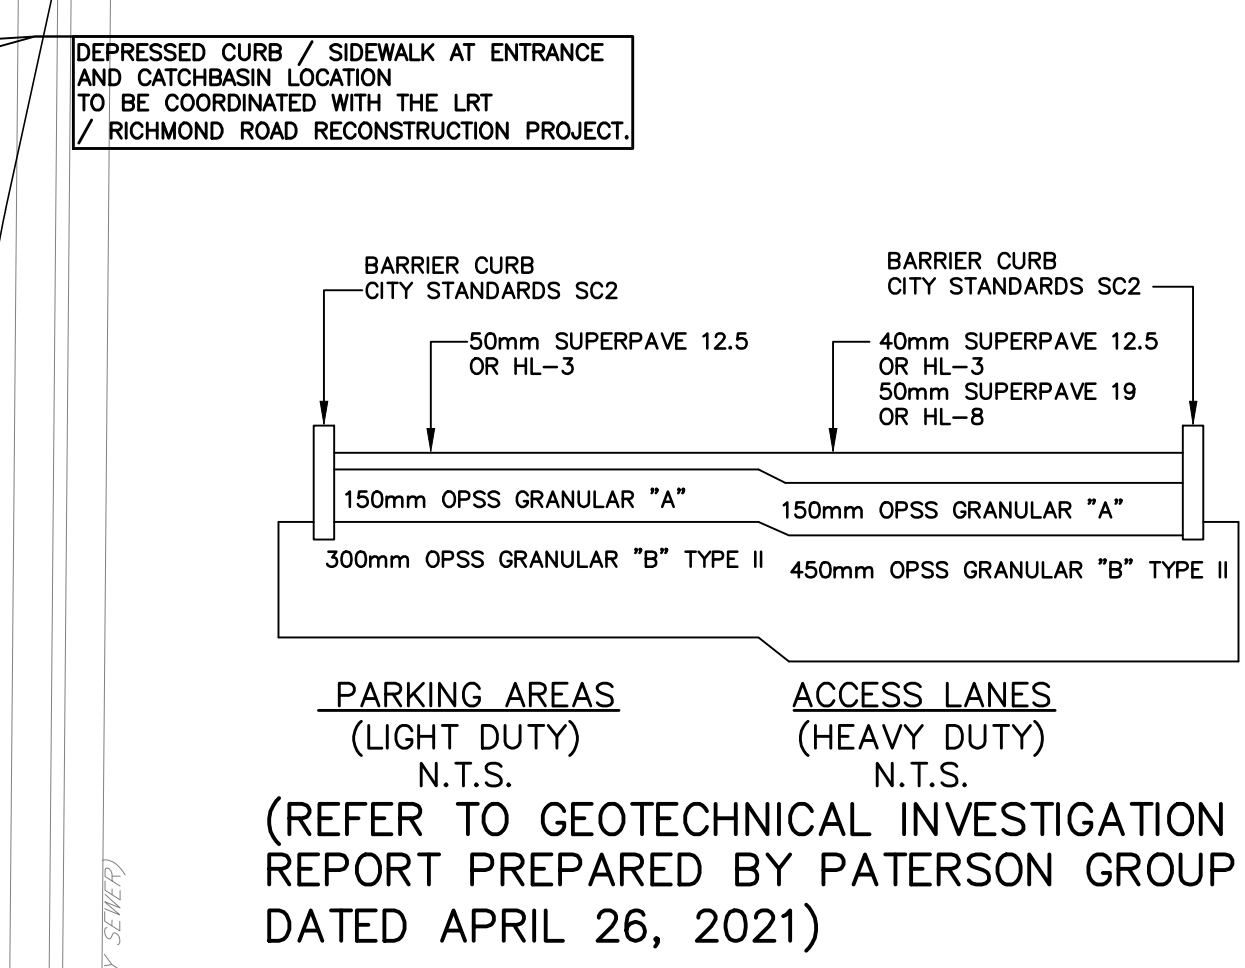 DEPRESSED CURB / SIDEWALK AT ENTRANCE
AND CATCHBASIN LOCATION
TO BE COORDINATED WITH THE LRT
/ RICHMOND ROAD RECONSTRUCTION PROJECT.
BARRIER CURB
CITY STANDARDS SC2
BARRIER CURB
CITY STANDARDS SC2
50mm SUPERPAVE 12.5
OR HL-3
40mm SUPERPAVE 12.5
OR HL-3
50mm SUPERPAVE 19
OR HL-8
150mm OPSS GRANULAR "A"
150mm OPSS GRANULAR "A"
300mm OPSS GRANULAR "B" TYPE II
450mm OPSS GRANULAR "B" TYPE II
PARKING AREAS
(LIGHT DUTY)
N.T.S.
ACCESS LANES
(HEAVY DUTY)
N.T.S.
(REFER TO GEOTECHNICAL INVESTIGATION
REPORT PREPARED BY PATERSON GROUP
DATED APRIL 26, 2021)
SEWER)